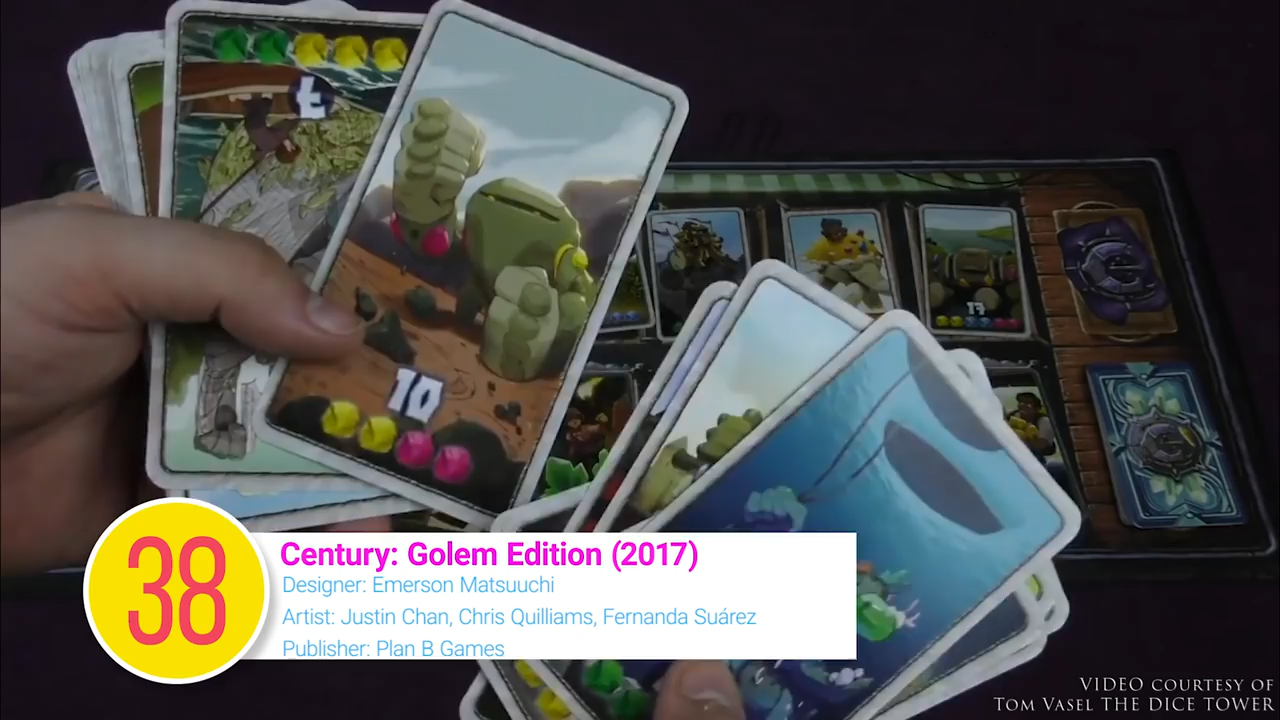 10
17
38
Century: Golem Edition (2017)
Designer: Emerson Matsuuchi
Artist: Justin Chan, Chris Quilliams, Fernanda Suárez
Publisher: Plan B Games
VIDEO COURTESY OF
TOM VASEL THE DICE TOWER